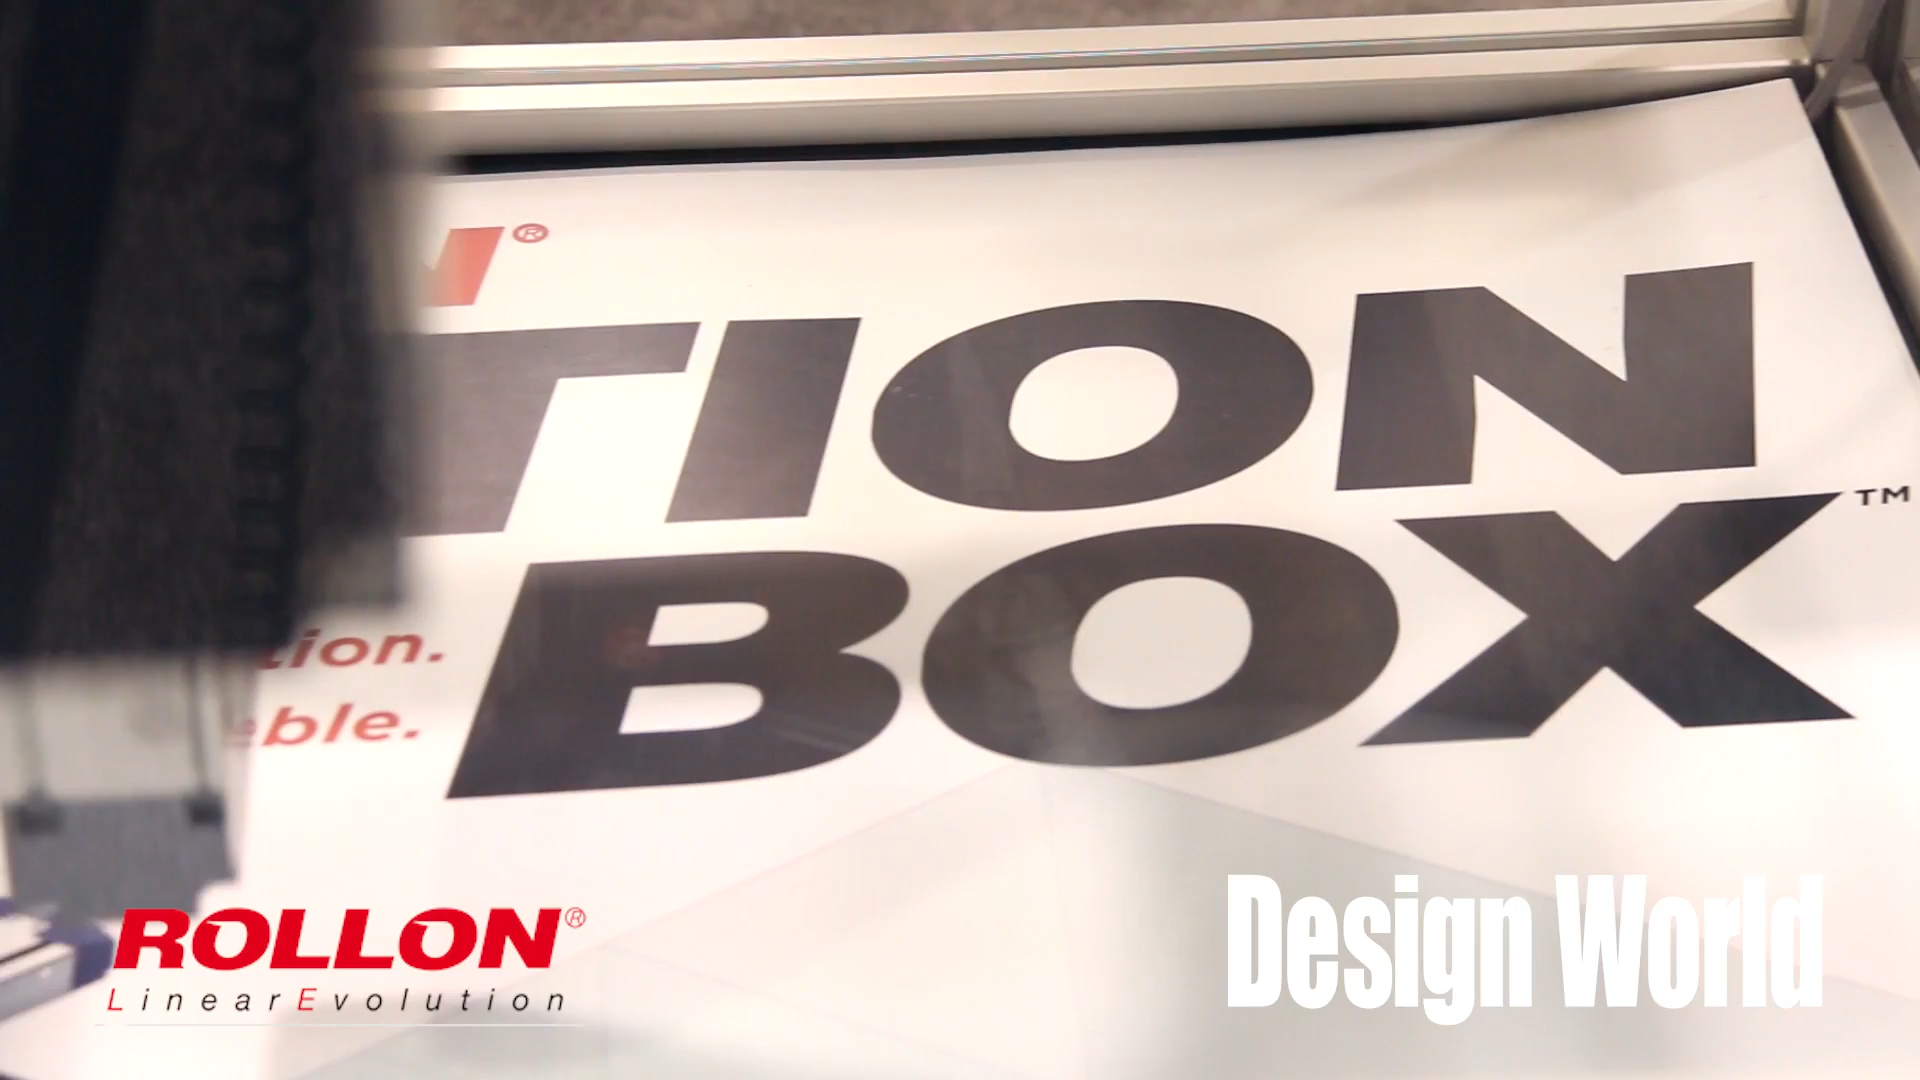 N®
TION
BOX™
tion.
able.
ROLLON®
LinearEvolution
Design World